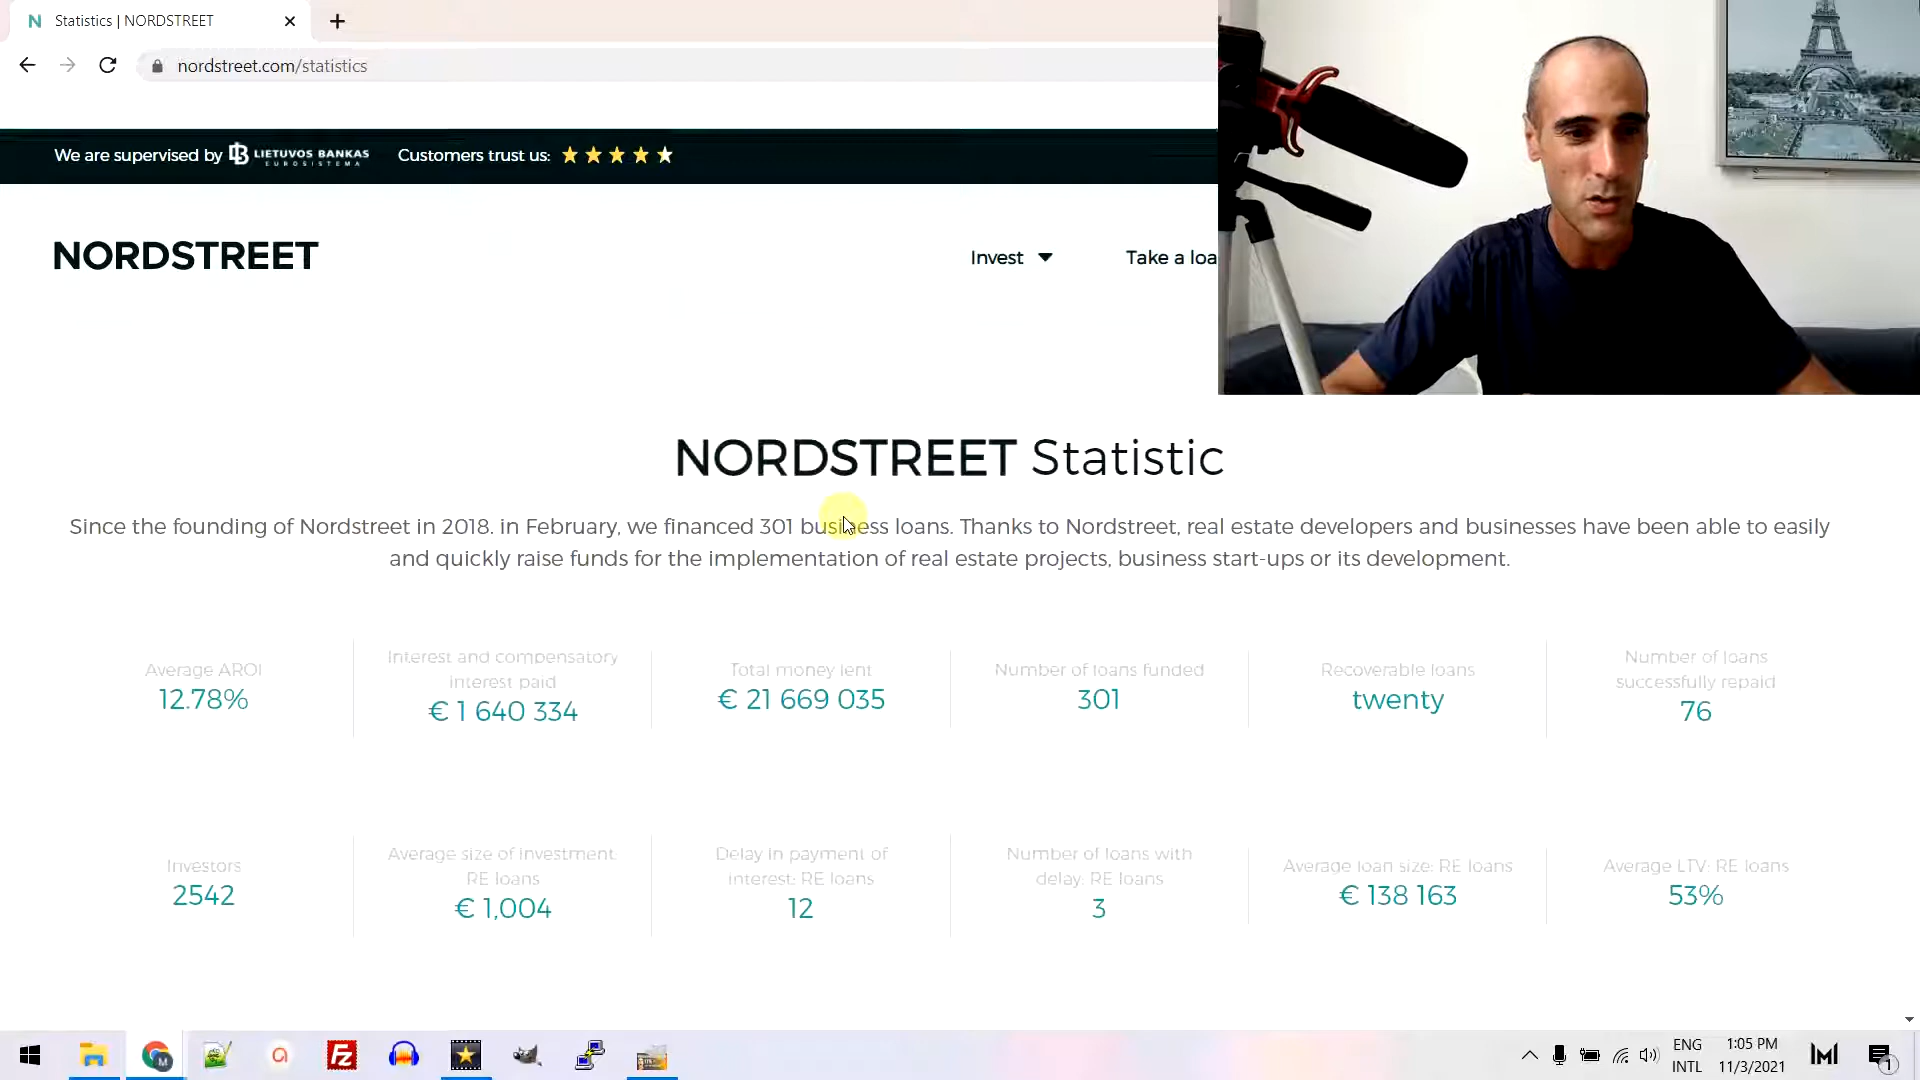 Statistics | NORDSTREET
nordstreet.com/statistics
We are supervised by LIETUVOS BANKAS EUROSISTEMA Customers trust us:
NORDSTREET
Invest Take a loa
NORDSTREET Statistic
Since the founding of Nordstreet in 2018. in February, we financed 301 business loans. Thanks to Nordstreet, real estate developers and businesses have been able to easily
and quickly raise funds for the implementation of real estate projects, business start-ups or its development.
Average AROI
12.78%
Interest and compensatory
interest paid
€ 1 640 334
Total money lent
€ 21 669 035
Number of loans funded
301
Recoverable loans
twenty
Number of loans
successfully repaid
76
Investors
2542
Average size of investment:
RE loans
€ 1,004
Delay in payment of
interest: RE loans
12
Number of loans with
delay: RE loans
3
Average loan size: RE loans
€ 138 163
Average LTV: RE loans
53%
ENG
INTL
1:05 PM
11/3/2021
1